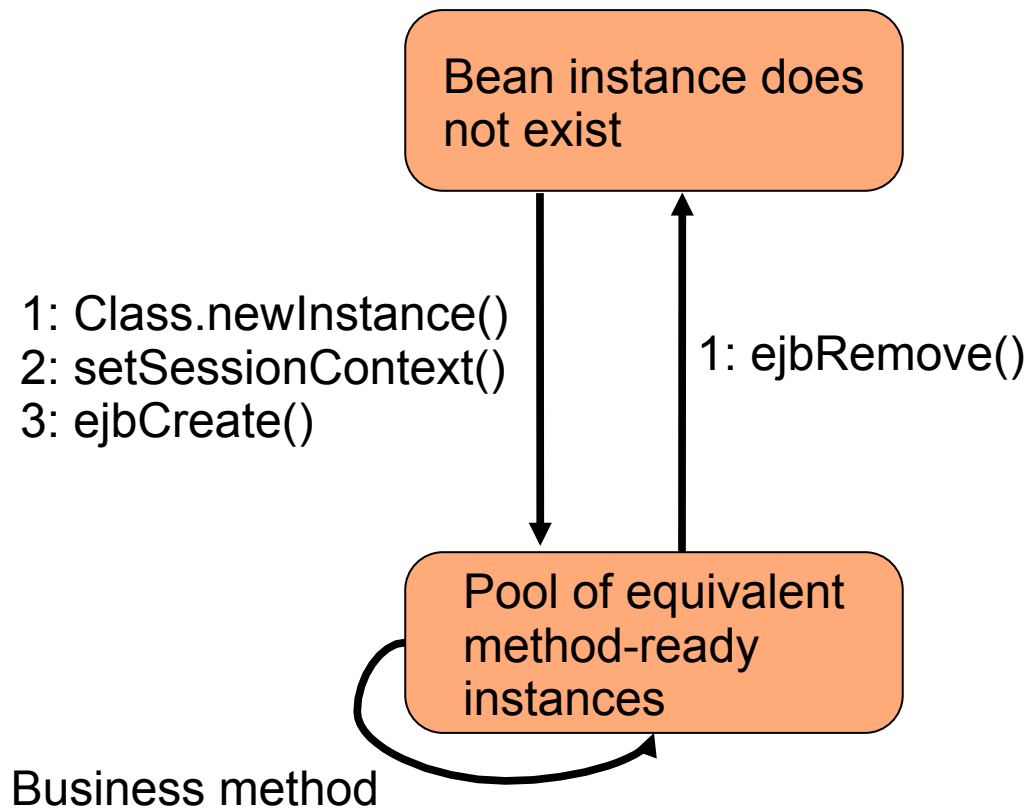 Bean instance does
not exist
1: Class.newInstance()
2: setSessionContext()
3: ejbCreate()
1: ejbRemove()
Pool of equivalent
method-ready
instances
Business method